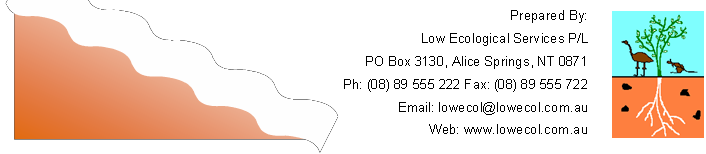 Prepared By:
Low Ecological Services P/L
PO Box 3130, Alice Springs, NT 0871
Ph: (08) 89 555 222 Fax: (08) 89 555 722
Email: lowecol@lowecol.com.au
Web: www.lowecol.com.au